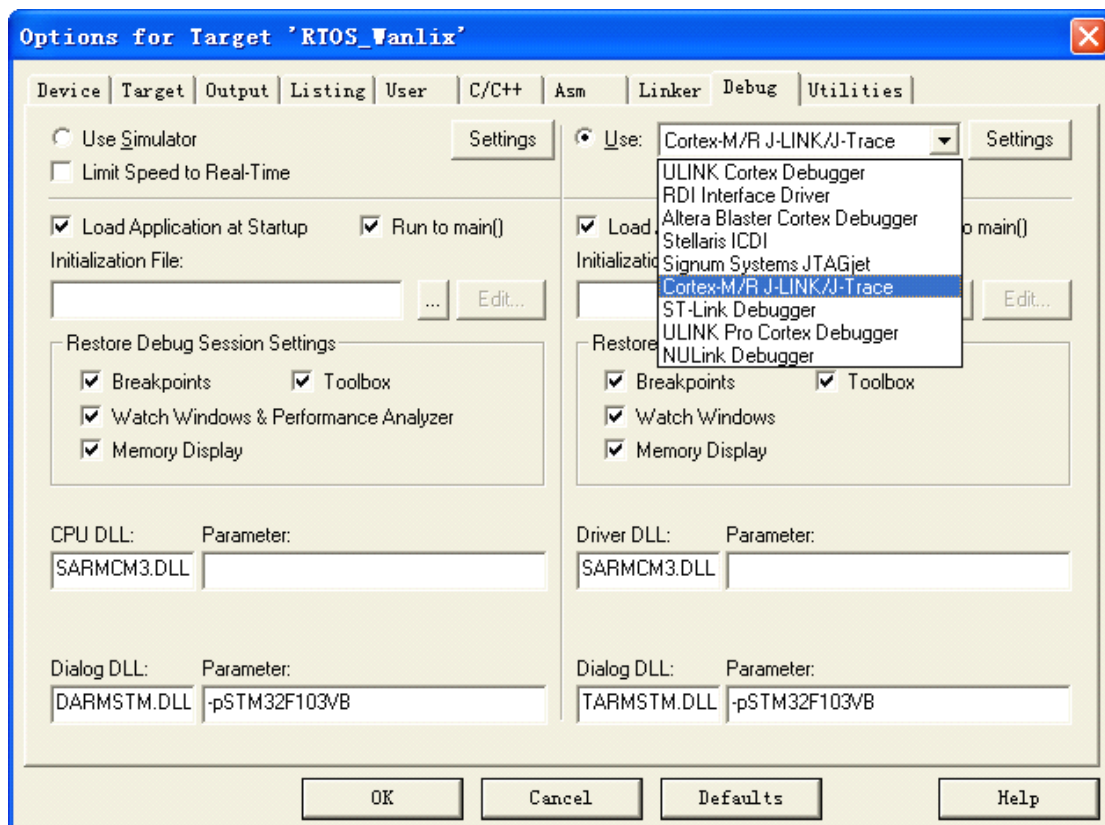 Options for Target 'RTOS_Wanlix'
Device Target Output Listing User C/C++ Asm Linker Debug Utilities
Use Simulator Settings
Limit Speed to Real-Time
Load Application at Startup Run to main()
Initialization File:
... Edit...
Restore Debug Session Settings
Breakpoints Toolbox
Watch Windows & Performance Analyzer
Memory Display
CPU DLL: Parameter:
SARMCM3.DLL
Dialog DLL: Parameter:
DARMSTM.DLL -pSTM32F103VB
Use: Cortex-M/R J-LINK/J-Trace Settings
ULINK Cortex Debugger
RDI Interface Driver
Altera Blaster Cortex Debugger
Stellaris ICDI
Signum Systems JTAGjet
Cortex-M/R J-LINK/J-Trace
ST-Link Debugger
ULINK Pro Cortex Debugger
NULink Debugger
Load main()
Edit...
Restore
Breakpoints Toolbox
Watch Windows
Memory Display
Driver DLL: Parameter:
SARMCM3.DLL
Dialog DLL: Parameter:
TARMSTM.DLL -pSTM32F103VB
OK Cancel Defaults Help